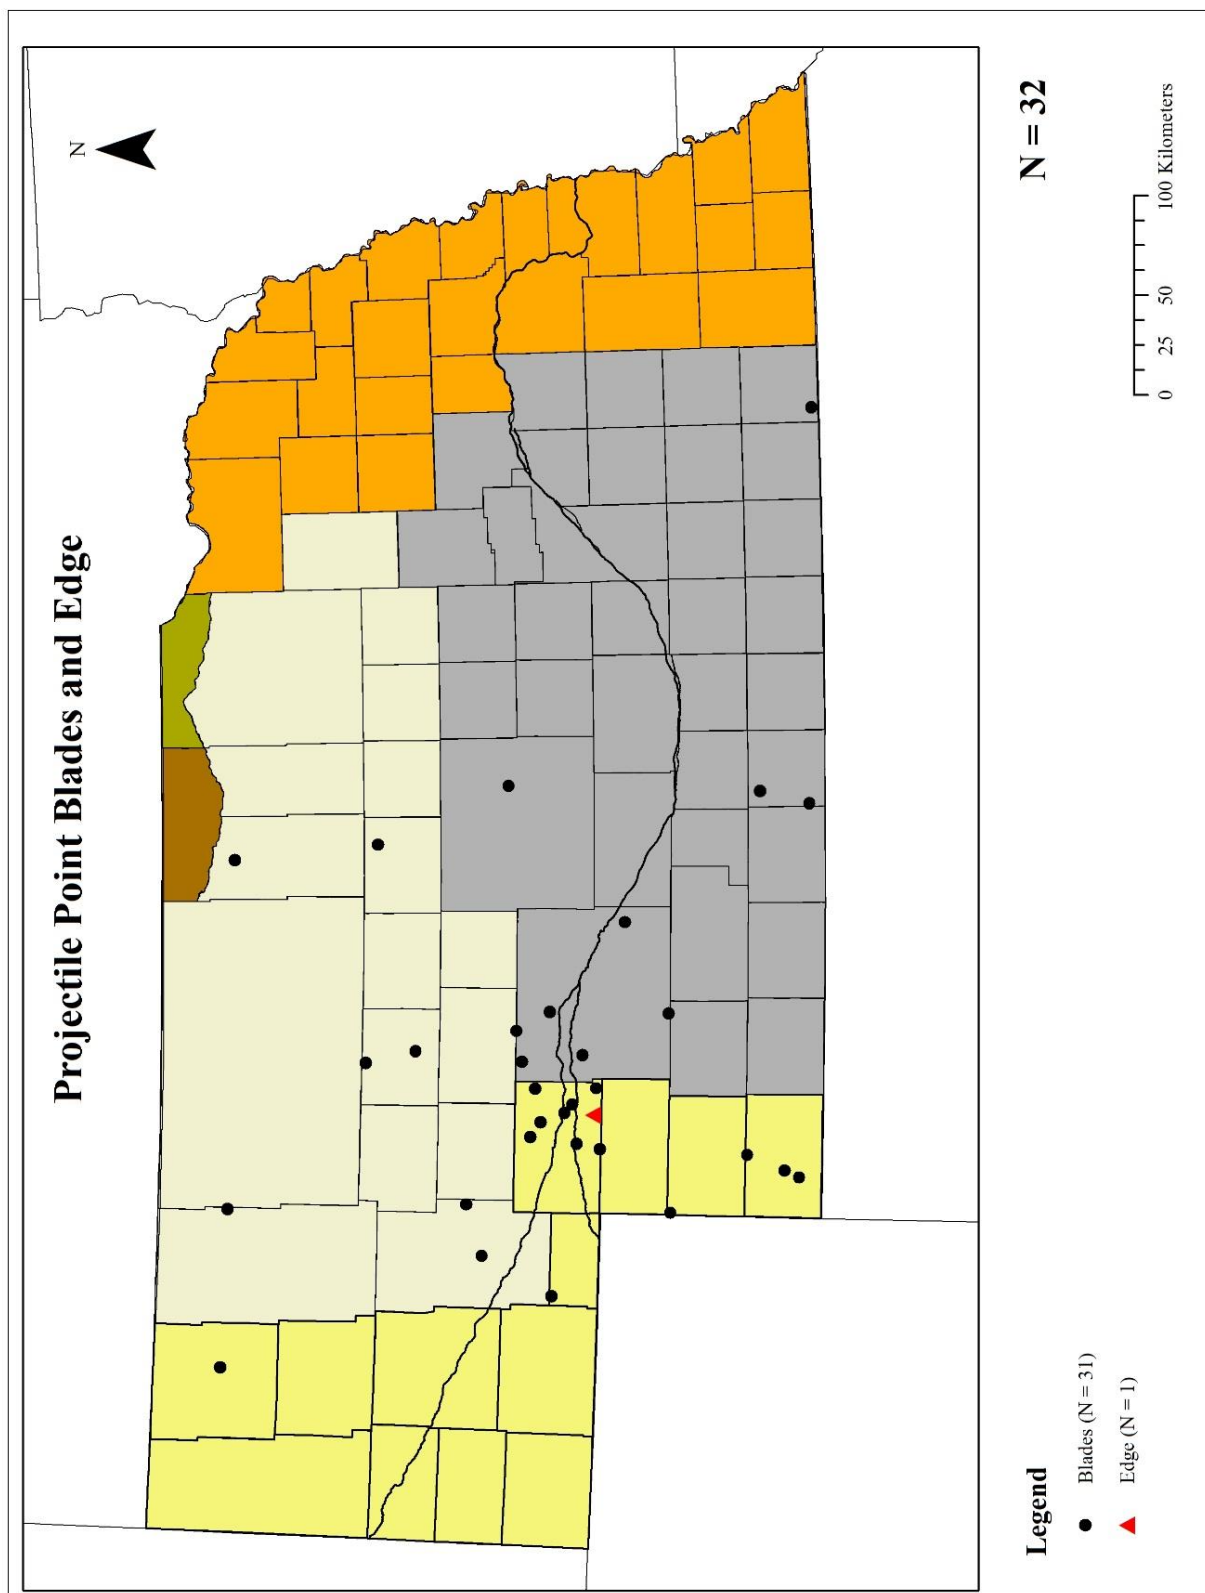 Projectile Point Blades and Edge
N
Legend
Blades (N = 31)
Edge (N = 1)
0 25 50 100 Kilometers
N = 32